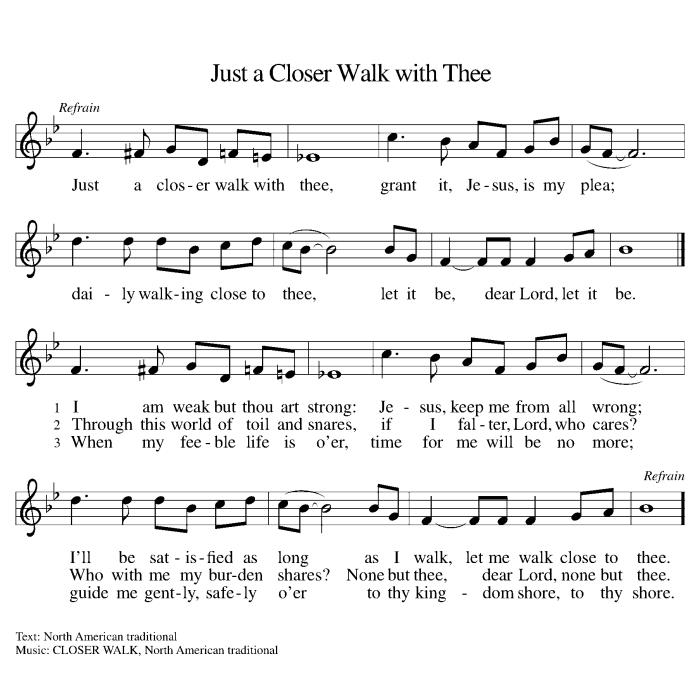 Just a Closer Walk with Thee
Refrain
Just a clos - er walk with thee, grant it, Je - sus, is my plea;
dai - ly walk - ing close to thee, let it be, dear Lord, let it be.
1 I am weak but thou art strong: Je - sus, keep me from all wrong;
2 Through this world of toil and snares, if I fal - ter, Lord, who cares?
3 When my fee - ble life is o'er, time for me will be no more;
Refrain
I'll be sat - is - fied as long as I walk, let me walk close to thee.
Who with me my bur - den shares? None but thee, dear Lord, none but thee.
guide me gent - ly, safe - ly o'er to thy king - dom shore, to thy shore.
Text: North American traditional
Music: CLOSER WALK, North American traditional